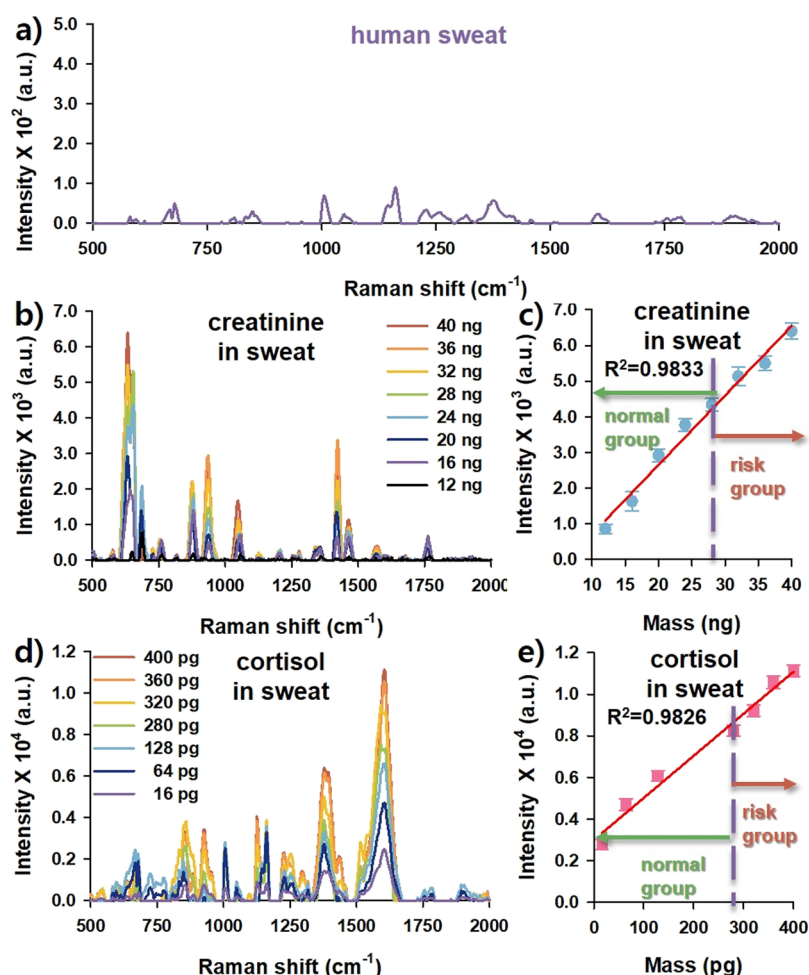 a)
human sweat
Intensity X 10² (a.u.)
5.0
4.0
3.0
2.0
1.0
0.0
500 750 1000 1250 1500 1750 2000
Raman shift (cm⁻¹)
b)
creatinine
in sweat
Intensity X 10³ (a.u.)
7.0
6.0
5.0
4.0
3.0
2.0
1.0
0.0
40 ng
36 ng
32 ng
28 ng
24 ng
20 ng
16 ng
12 ng
500 750 1000 1250 1500 1750 2000
Raman shift (cm⁻¹)
c)
creatinine
in sweat
R²=0.9833
Intensity X 10³ (a.u.)
7.0
6.0
5.0
4.0
3.0
2.0
1.0
0.0
normal
group
risk
group
10 15 20 25 30 35 40
Mass (ng)
d)
cortisol
in sweat
Intensity X 10⁴ (a.u.)
1.2
1.0
0.8
0.6
0.4
0.2
0.0
400 pg
360 pg
320 pg
280 pg
128 pg
64 pg
16 pg
500 750 1000 1250 1500 1750 2000
Raman shift (cm⁻¹)
e)
cortisol
in sweat
R²=0.9826
Intensity X 10⁴ (a.u.)
1.2
1.0
0.8
0.6
0.4
0.2
0.0
risk
group
normal
group
0 100 200 300 400
Mass (pg)